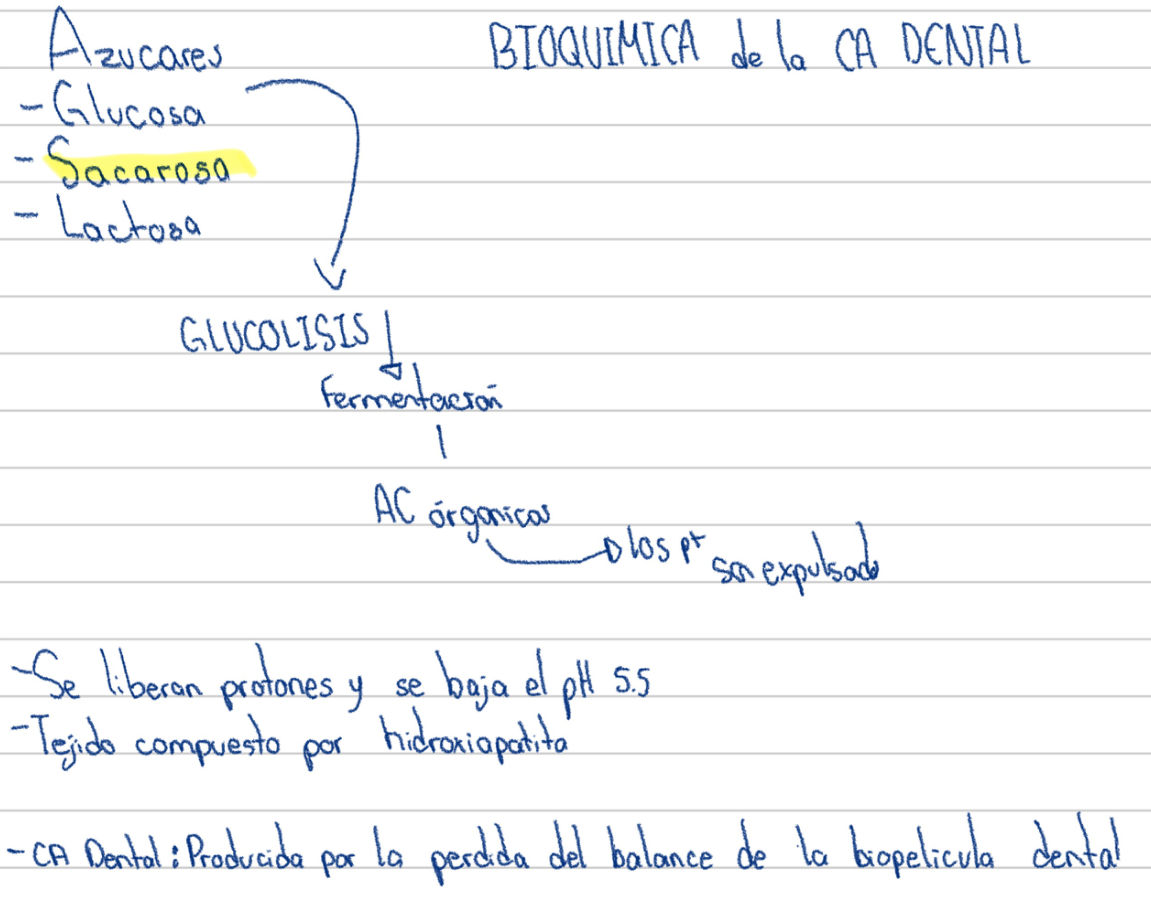 Azucares
BIOQUIMICA de la CA DENTAL
- Glucosa
- Sacarosa
- Lactosa
GLUCOLISIS
Fermentación
AC órganicos
los p+ son expulsado
- Se liberan protones y se baja el pH 5.5
- Tejido compuesto por hidroxiapatita
- CA Dental: Producida por la perdida del balance de la biopelicula dental